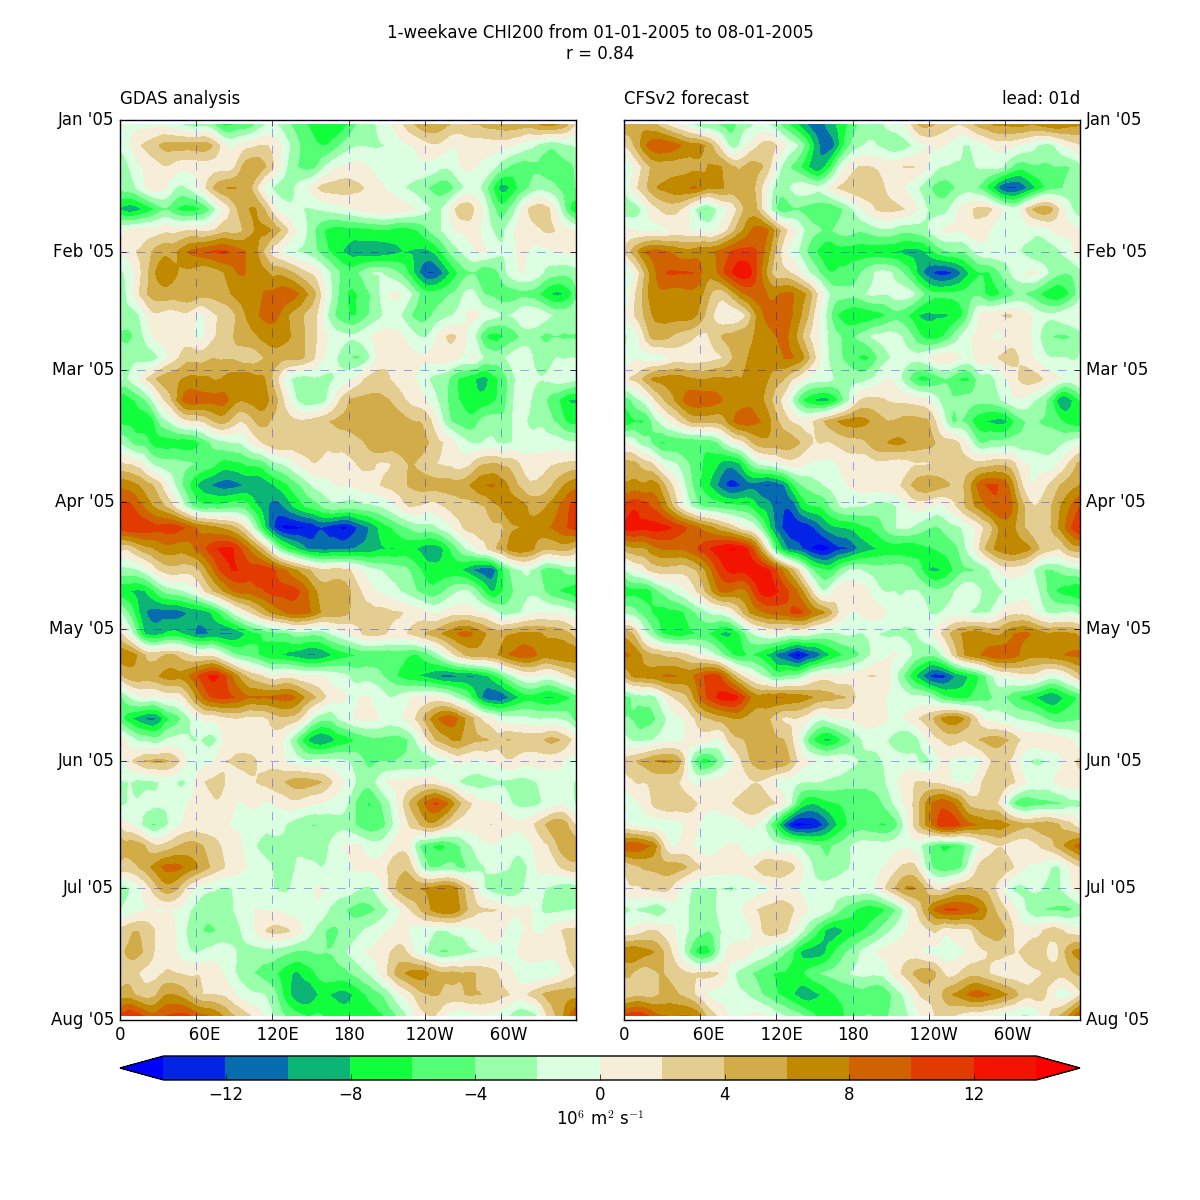 1-weekave CHI200 from 01-01-2005 to 08-01-2005
r = 0.84
GDAS analysis
CFSv2 forecast lead: 01d
Jan '05 Jan '05
Feb '05 Feb '05
Mar '05 Mar '05
Apr '05 Apr '05
May '05 May '05
Jun '05 Jun '05
Jul '05 Jul '05
Aug '05 Aug '05
0 60E 120E 180 120W 60W
0 60E 120E 180 120W 60W
−12 −8 −4 0 4 8 12
10⁶ m² s⁻¹